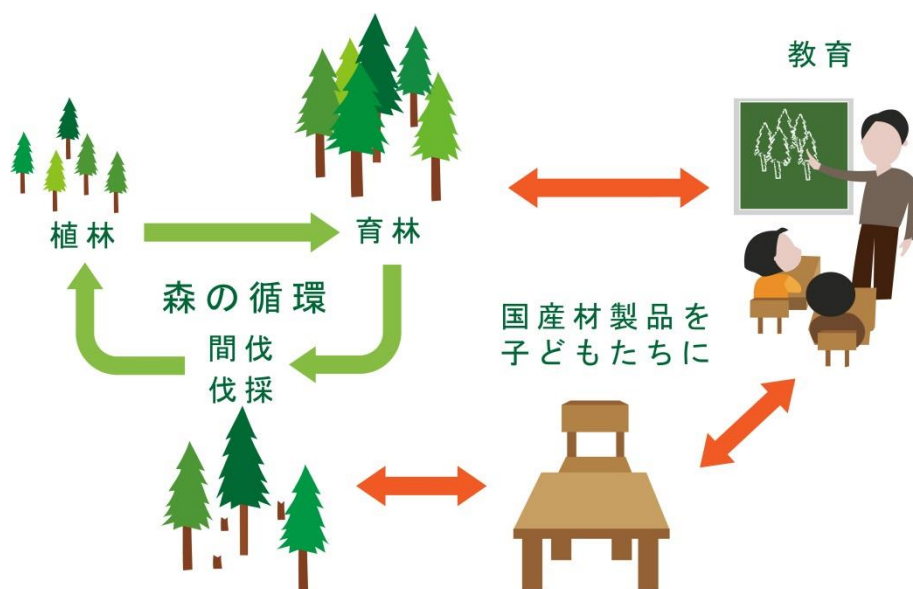 教育
植林
育林
森の循環
間伐
伐採
国産材製品を
子どもたちに